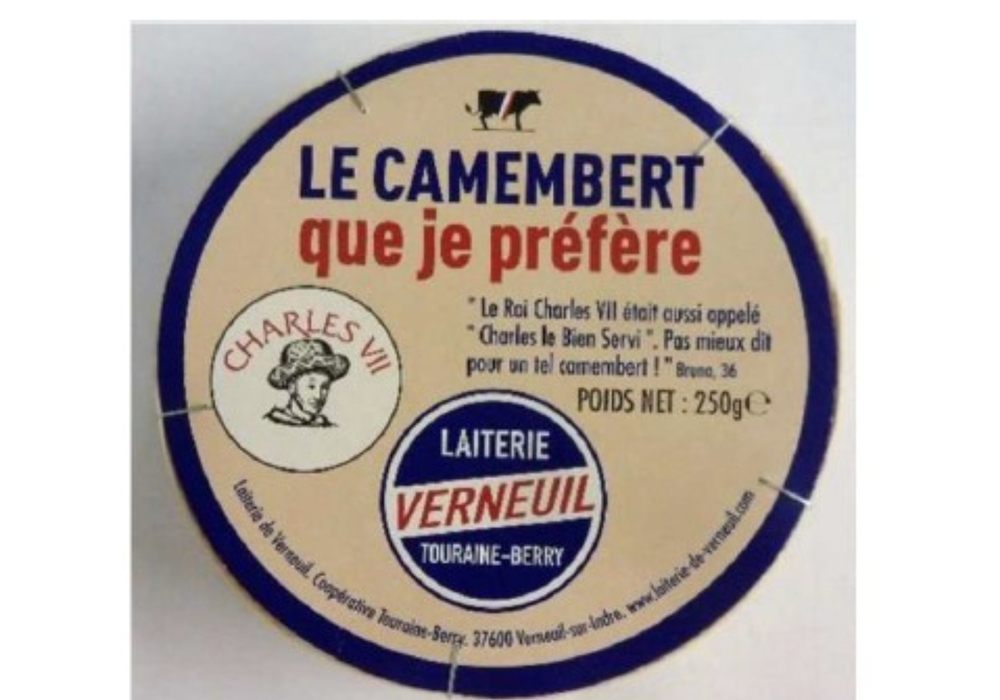 LE CAMEMBERT
que je préfère
CHARLES VII
" Le Roi Charles VII était aussi appelé
" Charles le Bien Servi ". Pas mieux dit
pour un tel camembert ! " Bruno, 36
POIDS NET : 250g℮
LAITERIE
VERNEUIL
TOURAINE-BERRY
Laiterie de Verneuil. Coopérative Touraine-Berry. 37600 Verneuil-sur-Indre. www.laiterie-de-verneuil.com